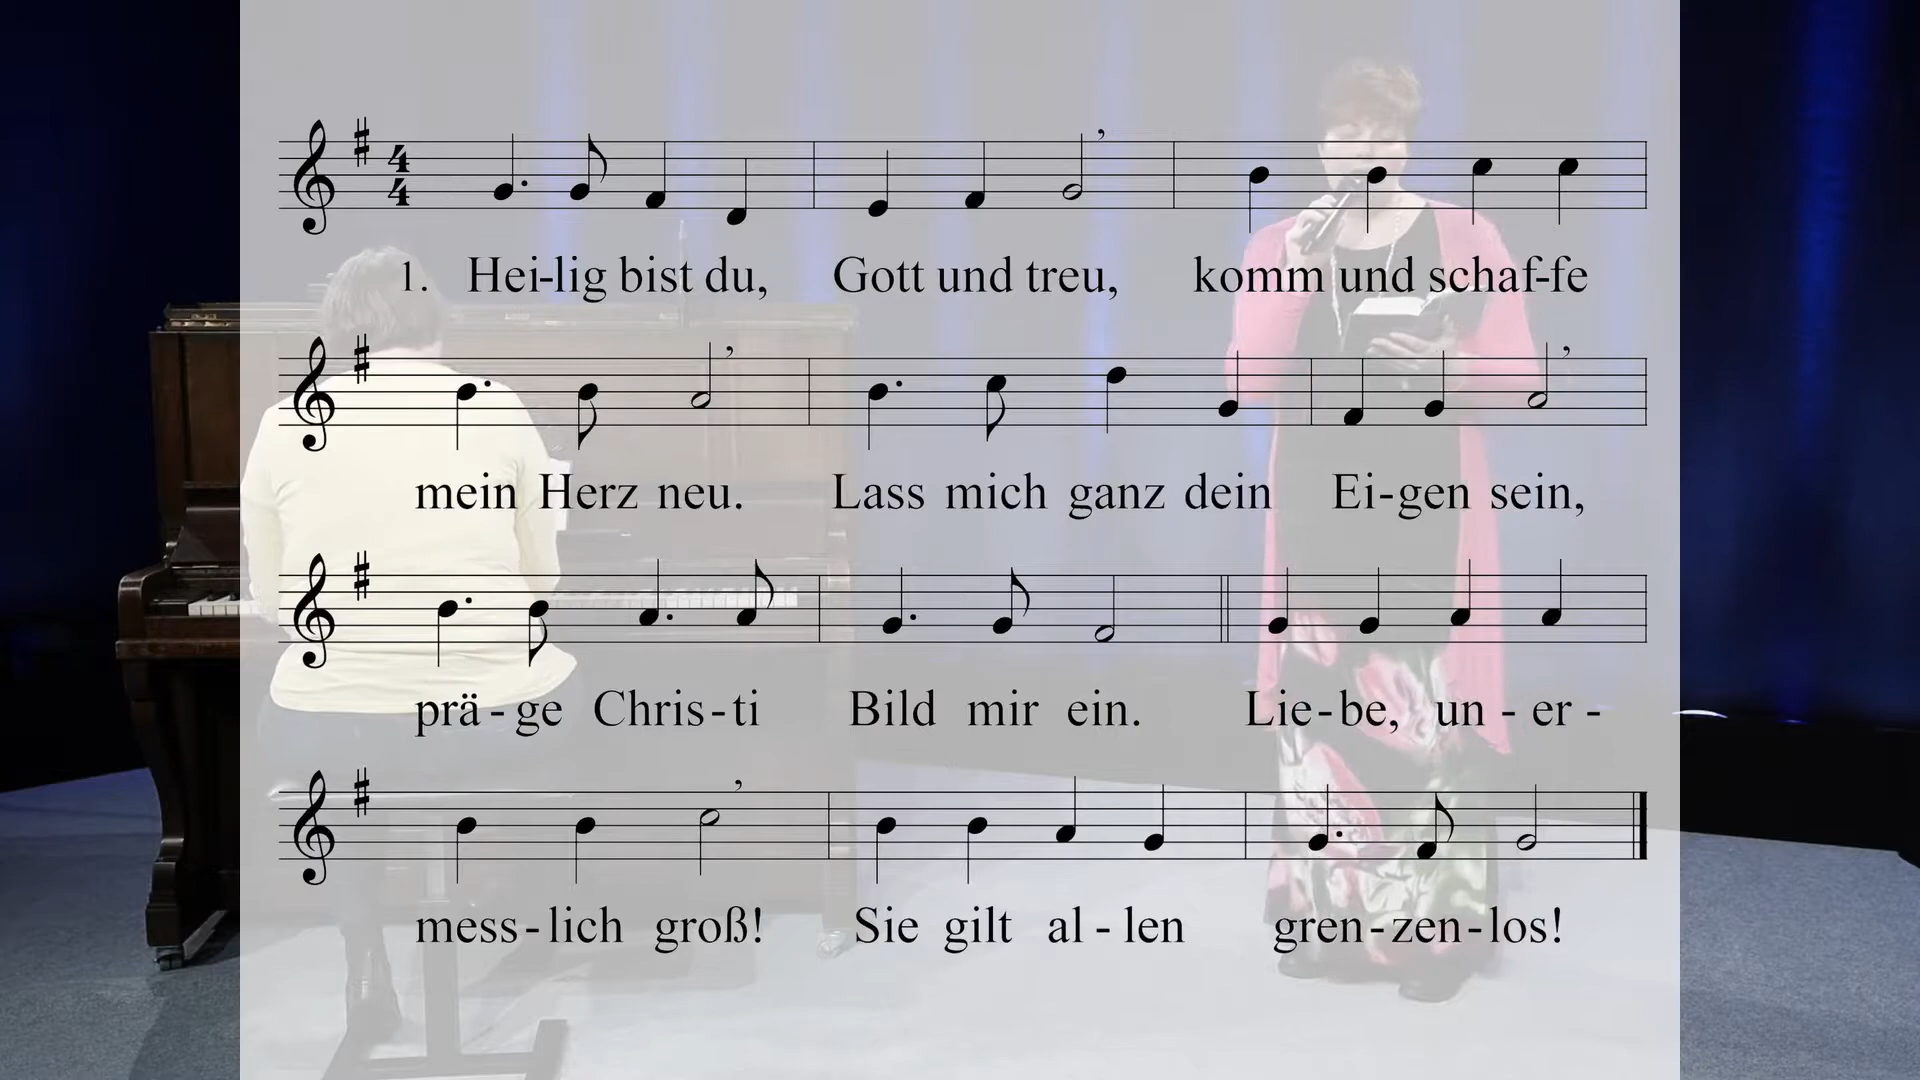 1. Hei-lig bist du, Gott und treu, komm und schaf-fe
mein Herz neu. Lass mich ganz dein Ei-gen sein,
prä-ge Chris-ti Bild mir ein. Lie-be, un-er-
mess-lich groß! Sie gilt al-len gren-zen-los!